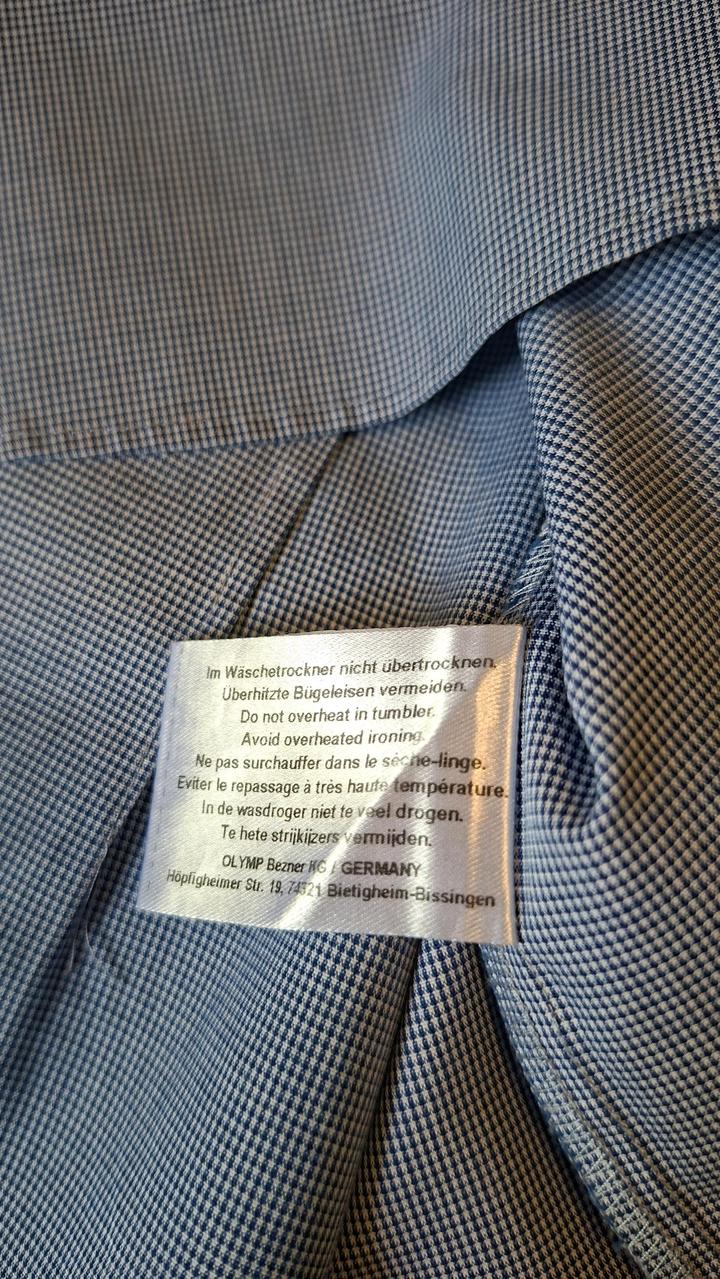 Im Wäschetrockner nicht übertrocknen.
Überhitzte Bügeleisen vermeiden.
Do not overheat in tumbler.
Avoid overheated ironing.
Ne pas surchauffer dans le sèche-linge.
Eviter le repassage à très haute température.
In de wasdroger niet te veel drogen.
Te hete strijkijzers vermijden.
OLYMP Bezner KG / GERMANY
Höpfigheimer Str. 19, 74321 Bietigheim-Bissingen